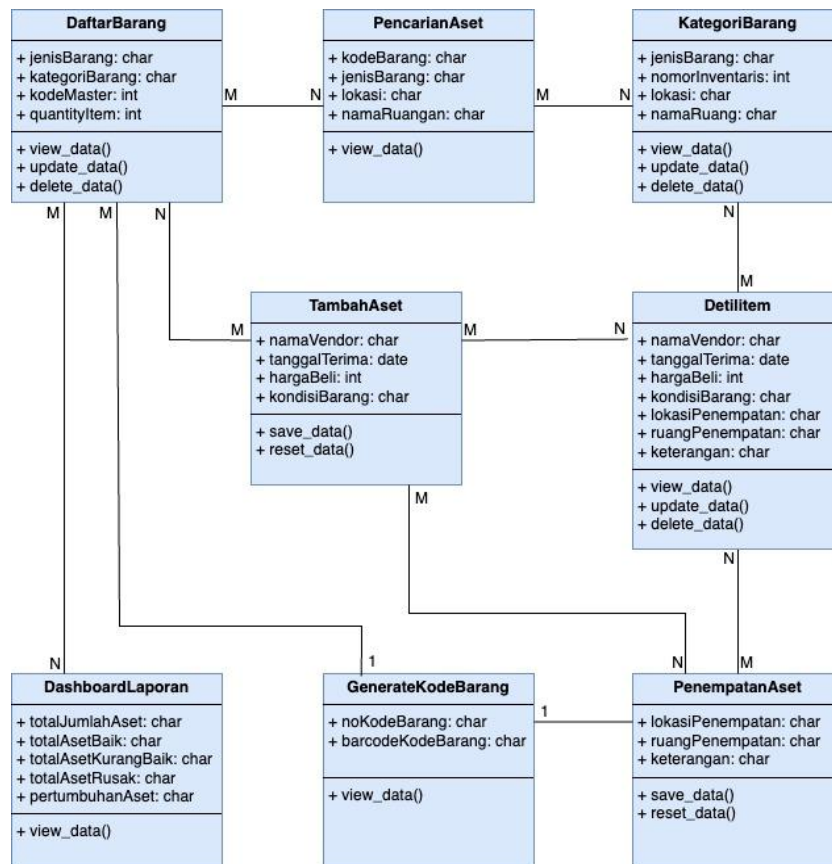 DaftarBarang
+ jenisBarang: char
+ kategoriBarang: char
+ kodeMaster: int
+ quantityItem: int
+ view_data()
+ update_data()
+ delete_data()
M
N
PencarianAset
+ kodeBarang: char
+ jenisBarang: char
+ lokasi: char
+ namaRuangan: char
+ view_data()
M
N
KategoriBarang
+ jenisBarang: char
+ nomorInventaris: int
+ lokasi: char
+ namaRuang: char
+ view_data()
+ update_data()
+ delete_data()
M
M
N
N
M
M
TambahAset
+ namaVendor: char
+ tanggalTerima: date
+ hargaBeli: int
+ kondisiBarang: char
+ save_data()
+ reset_data()
M
N
DetilItem
+ namaVendor: char
+ tanggalTerima: date
+ hargaBeli: int
+ kondisiBarang: char
+ lokasiPenempatan: char
+ ruangPenempatan: char
+ keterangan: char
+ view_data()
+ update_data()
+ delete_data()
M
N
N
1
N
M
DashboardLaporan
+ totalJumlahAset: char
+ totalAsetBaik: char
+ totalAsetKurangBaik: char
+ totalAsetRusak: char
+ pertumbuhanAset: char
+ view_data()
GenerateKodeBarang
+ noKodeBarang: char
+ barcodeKodeBarang: char
+ view_data()
1
PenempatanAset
+ lokasiPenempatan: char
+ ruangPenempatan: char
+ keterangan: char
+ save_data()
+ reset_data()